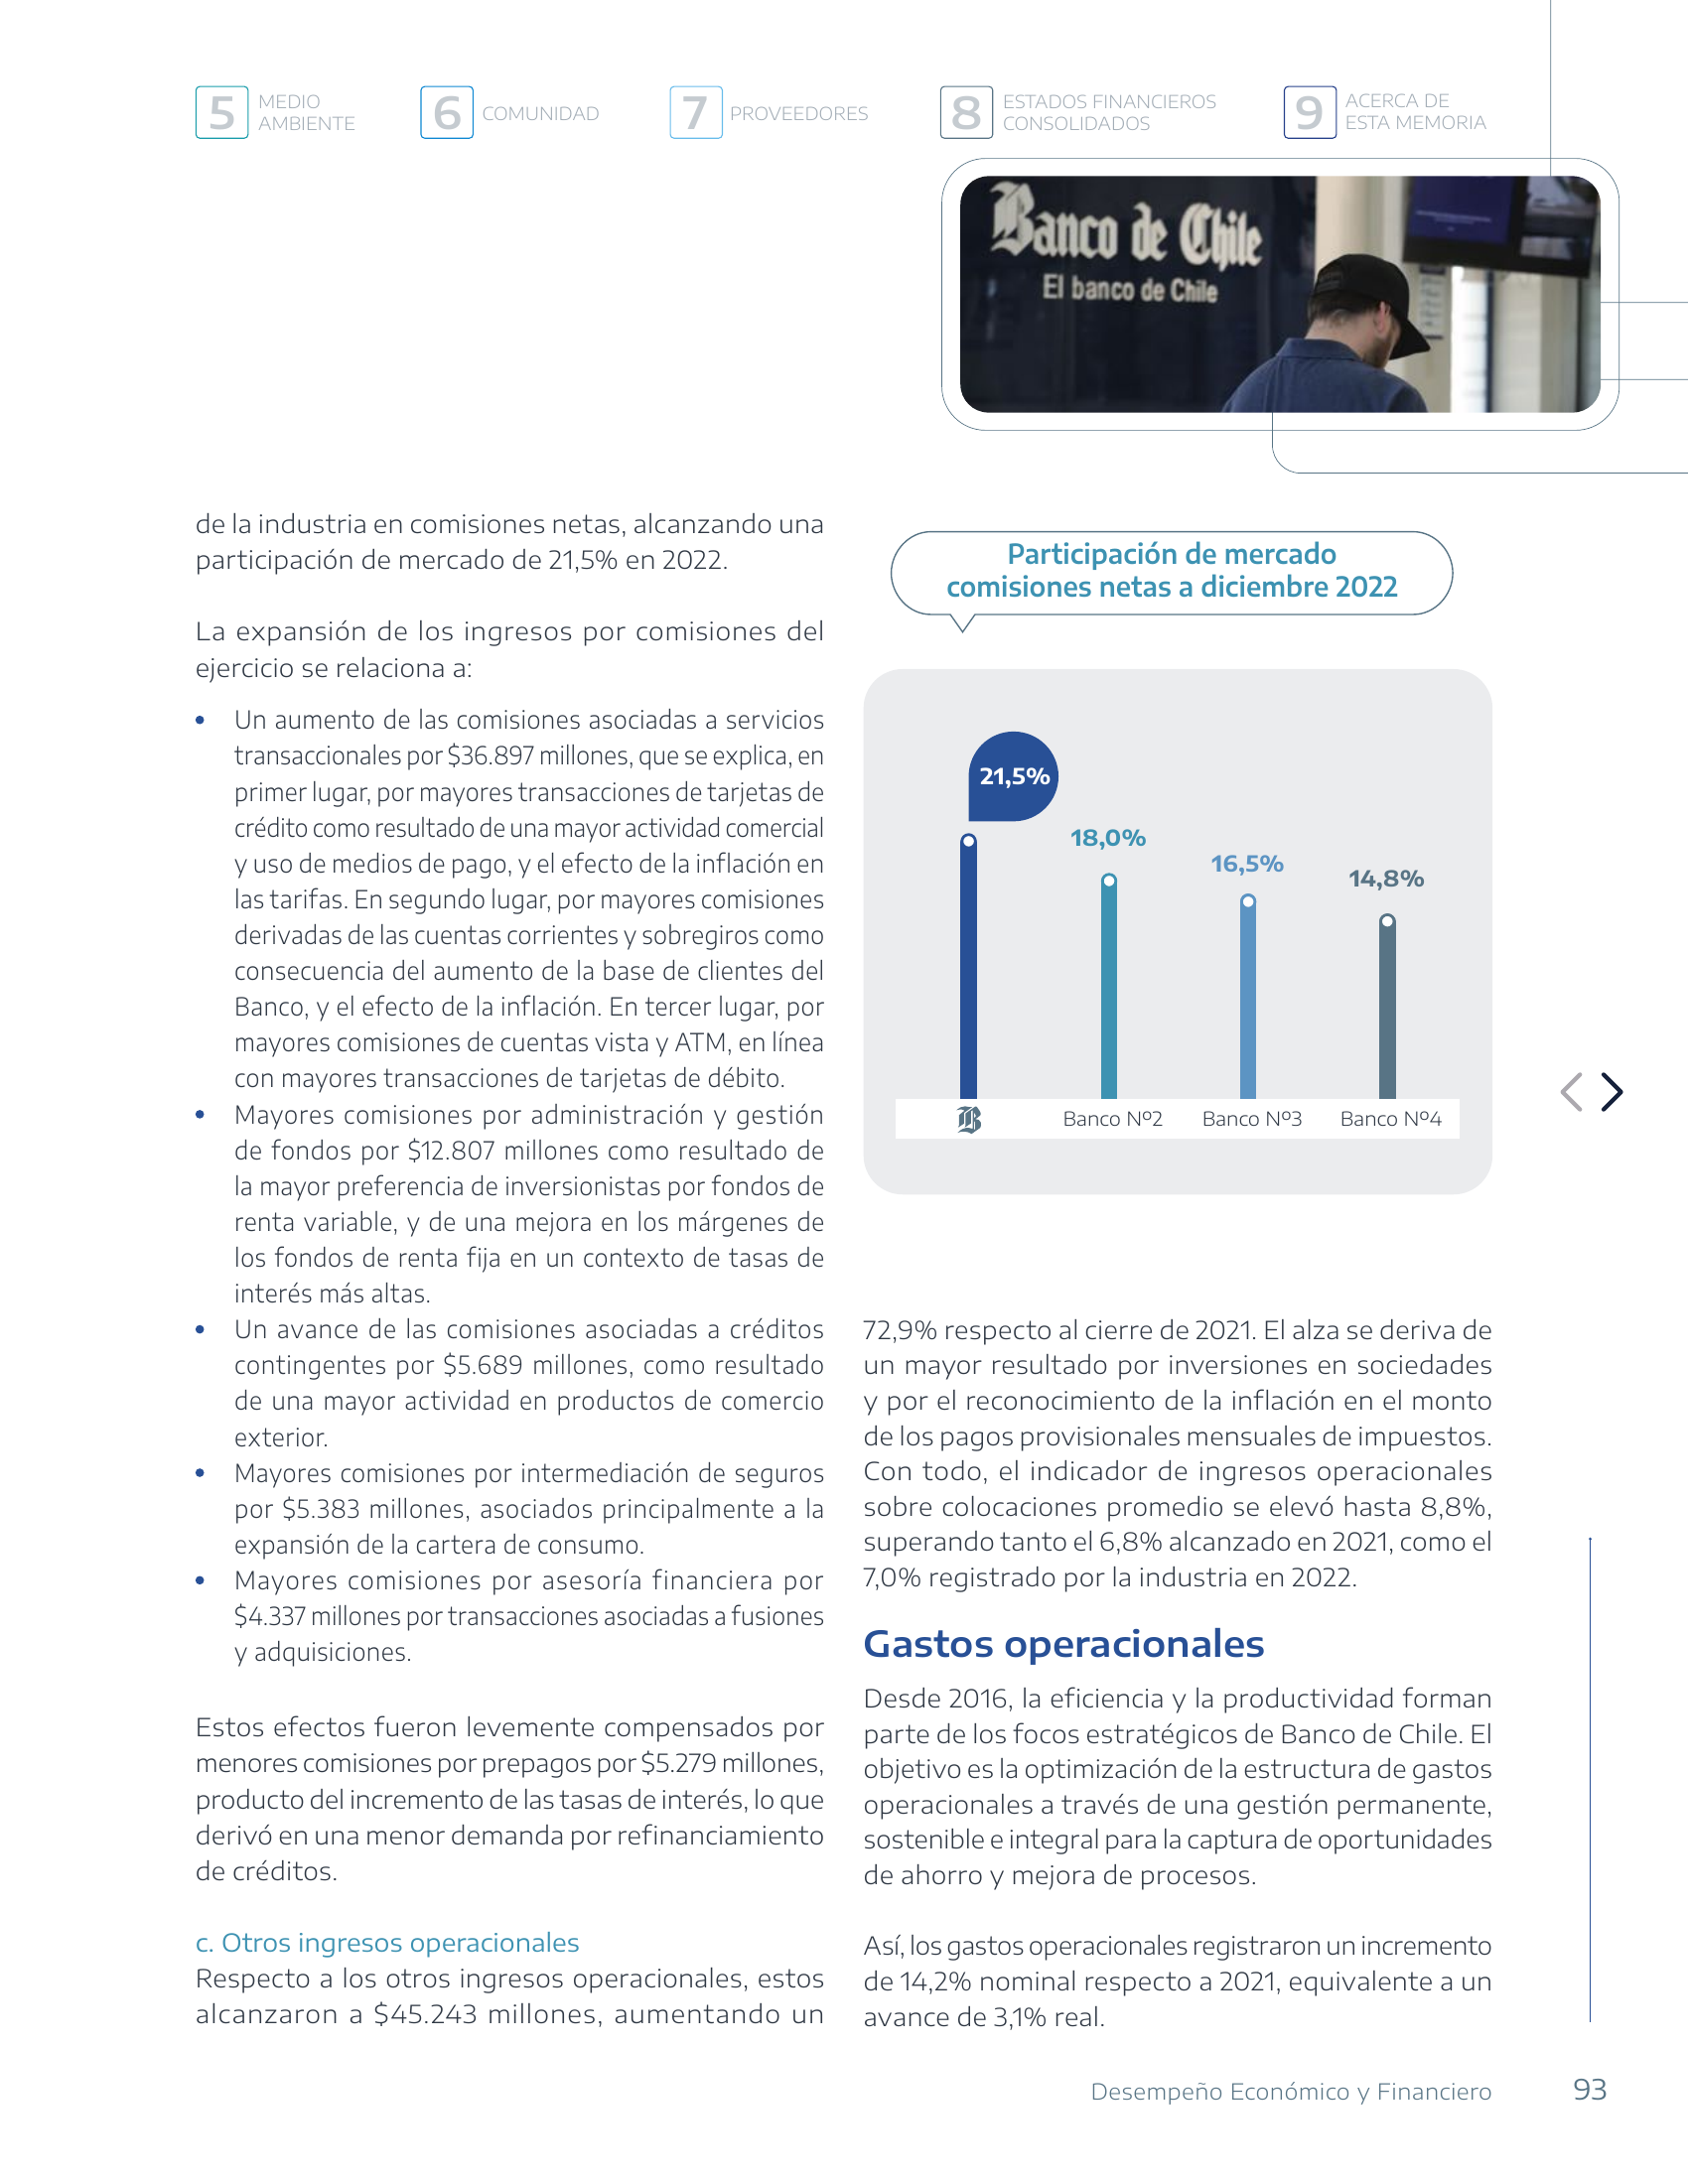 5 MEDIO
AMBIENTE
6 COMUNIDAD
7 PROVEEDORES
8 ESTADOS FINANCIEROS
CONSOLIDADOS
9 ACERCA DE
ESTA MEMORIA
Banco de Chile
El banco de Chile
de la industria en comisiones netas, alcanzando una
participación de mercado de 21,5% en 2022.
La expansión de los ingresos por comisiones del
ejercicio se relaciona a:
• Un aumento de las comisiones asociadas a servicios
transaccionales por $36.897 millones, que se explica, en
primer lugar, por mayores transacciones de tarjetas de
crédito como resultado de una mayor actividad comercial
y uso de medios de pago, y el efecto de la inflación en
las tarifas. En segundo lugar, por mayores comisiones
derivadas de las cuentas corrientes y sobregiros como
consecuencia del aumento de la base de clientes del
Banco, y el efecto de la inflación. En tercer lugar, por
mayores comisiones de cuentas vista y ATM, en línea
con mayores transacciones de tarjetas de débito.
• Mayores comisiones por administración y gestión
de fondos por $12.807 millones como resultado de
la mayor preferencia de inversionistas por fondos de
renta variable, y de una mejora en los márgenes de
los fondos de renta fija en un contexto de tasas de
interés más altas.
• Un avance de las comisiones asociadas a créditos
contingentes por $5.689 millones, como resultado
de una mayor actividad en productos de comercio
exterior.
• Mayores comisiones por intermediación de seguros
por $5.383 millones, asociados principalmente a la
expansión de la cartera de consumo.
• Mayores comisiones por asesoría financiera por
$4.337 millones por transacciones asociadas a fusiones
y adquisiciones.
Estos efectos fueron levemente compensados por
menores comisiones por prepagos por $5.279 millones,
producto del incremento de las tasas de interés, lo que
derivó en una menor demanda por refinanciamiento
de créditos.
c. Otros ingresos operacionales
Respecto a los otros ingresos operacionales, estos
alcanzaron a $45.243 millones, aumentando un
Participación de mercado
comisiones netas a diciembre 2022
21,5%
18,0%
16,5%
14,8%
B
Banco Nº2
Banco Nº3
Banco Nº4
72,9% respecto al cierre de 2021. El alza se deriva de
un mayor resultado por inversiones en sociedades
y por el reconocimiento de la inflación en el monto
de los pagos provisionales mensuales de impuestos.
Con todo, el indicador de ingresos operacionales
sobre colocaciones promedio se elevó hasta 8,8%,
superando tanto el 6,8% alcanzado en 2021, como el
7,0% registrado por la industria en 2022.
Gastos operacionales
Desde 2016, la eficiencia y la productividad forman
parte de los focos estratégicos de Banco de Chile. El
objetivo es la optimización de la estructura de gastos
operacionales a través de una gestión permanente,
sostenible e integral para la captura de oportunidades
de ahorro y mejora de procesos.
Así, los gastos operacionales registraron un incremento
de 14,2% nominal respecto a 2021, equivalente a un
avance de 3,1% real.
Desempeño Económico y Financiero 93